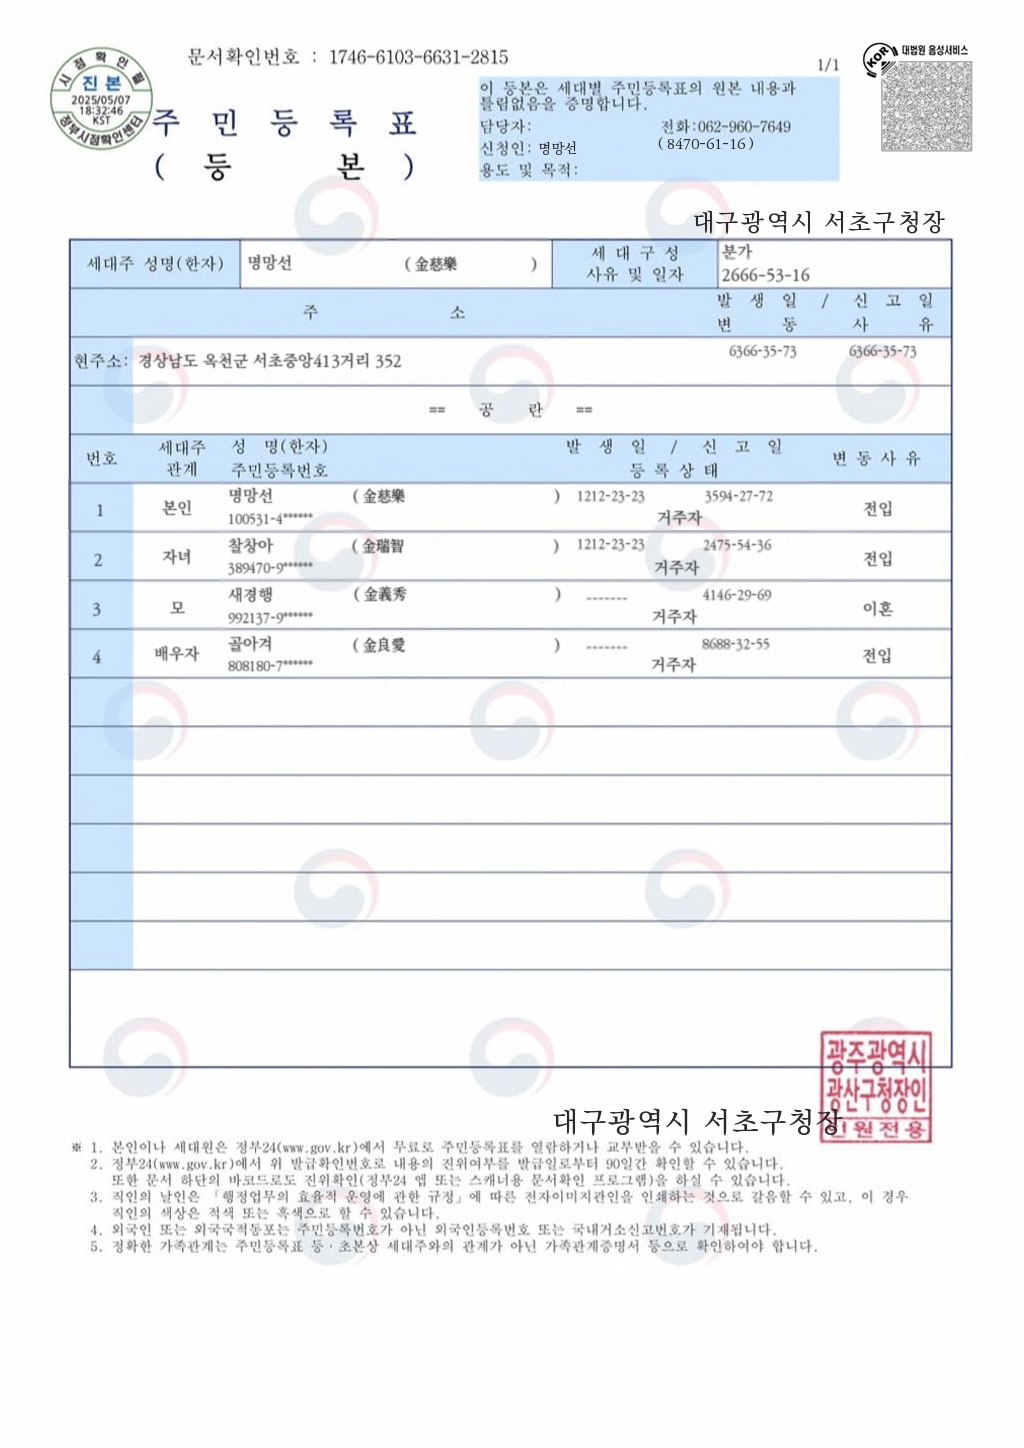 문서확인번호 : 1746-6103-6631-2815
1/1
대법원 음성서비스
KOR
시점확인필
진본
2025/05/07
18:32:46
KST
정부시점확인센터
주 민 등 록 표
( 등 본 )
이 등본은 세대별 주민등록표의 원본 내용과
틀림없음을 증명합니다.
담당자: 전화:062-960-7649
신청인: 명망선 (8470-61-16)
용도 및 목적:
대구광역시 서초구청장
세대주 성명(한자) 명망선 (金慈樂 ) 세 대 구 성 사유 및 일자 분가 2666-53-16
주 소 발 생 일 / 신 고 일
변 동 사 유
현주소: 경상남도 옥천군 서초중앙413거리 352 6366-35-73 6366-35-73
== 공 란 ==
번호 세대주 관계 성 명(한자) 주민등록번호 발 생 일 / 신 고 일 등 록 상 태 변 동 사 유
1 본인 명망선 (金慈樂 ) 1212-23-23 3594-27-72 전입
100531-4****** 거주자
2 자녀 찰창아 (金瑞智 ) 1212-23-23 2475-54-36 전입
389470-9****** 거주자
3 모 새경행 (金義秀 ) ------- 4146-29-69 이혼
992137-9****** 거주자
4 배우자 골아겨 (金良愛 ) ------- 8688-32-55 전입
808180-7****** 거주자
대구광역시 서초구청장
광주광역시
광산구청장인
민원전용
※ 1. 본인이나 세대원은 정부24(www.gov.kr)에서 무료로 주민등록표를 열람하거나 교부받을 수 있습니다.
2. 정부24(www.gov.kr)에서 위 발급확인번호로 내용의 진위여부를 발급일로부터 90일간 확인할 수 있습니다.
또한 문서 하단의 바코드로도 진위확인(정부24 앱 또는 스캐너용 문서확인 프로그램)을 하실 수 있습니다.
3. 직인의 날인은 「행정업무의 효율적 운영에 관한 규정」에 따른 전자이미지관인을 인쇄하는 것으로 갈음할 수 있고, 이 경우
직인의 색상은 적색 또는 흑색으로 할 수 있습니다.
4. 외국인 또는 외국국적동포는 주민등록번호가 아닌 외국인등록번호 또는 국내거소신고번호가 기재됩니다.
5. 정확한 가족관계는 주민등록표 등·초본상 세대주와의 관계가 아닌 가족관계증명서 등으로 확인하여야 합니다.